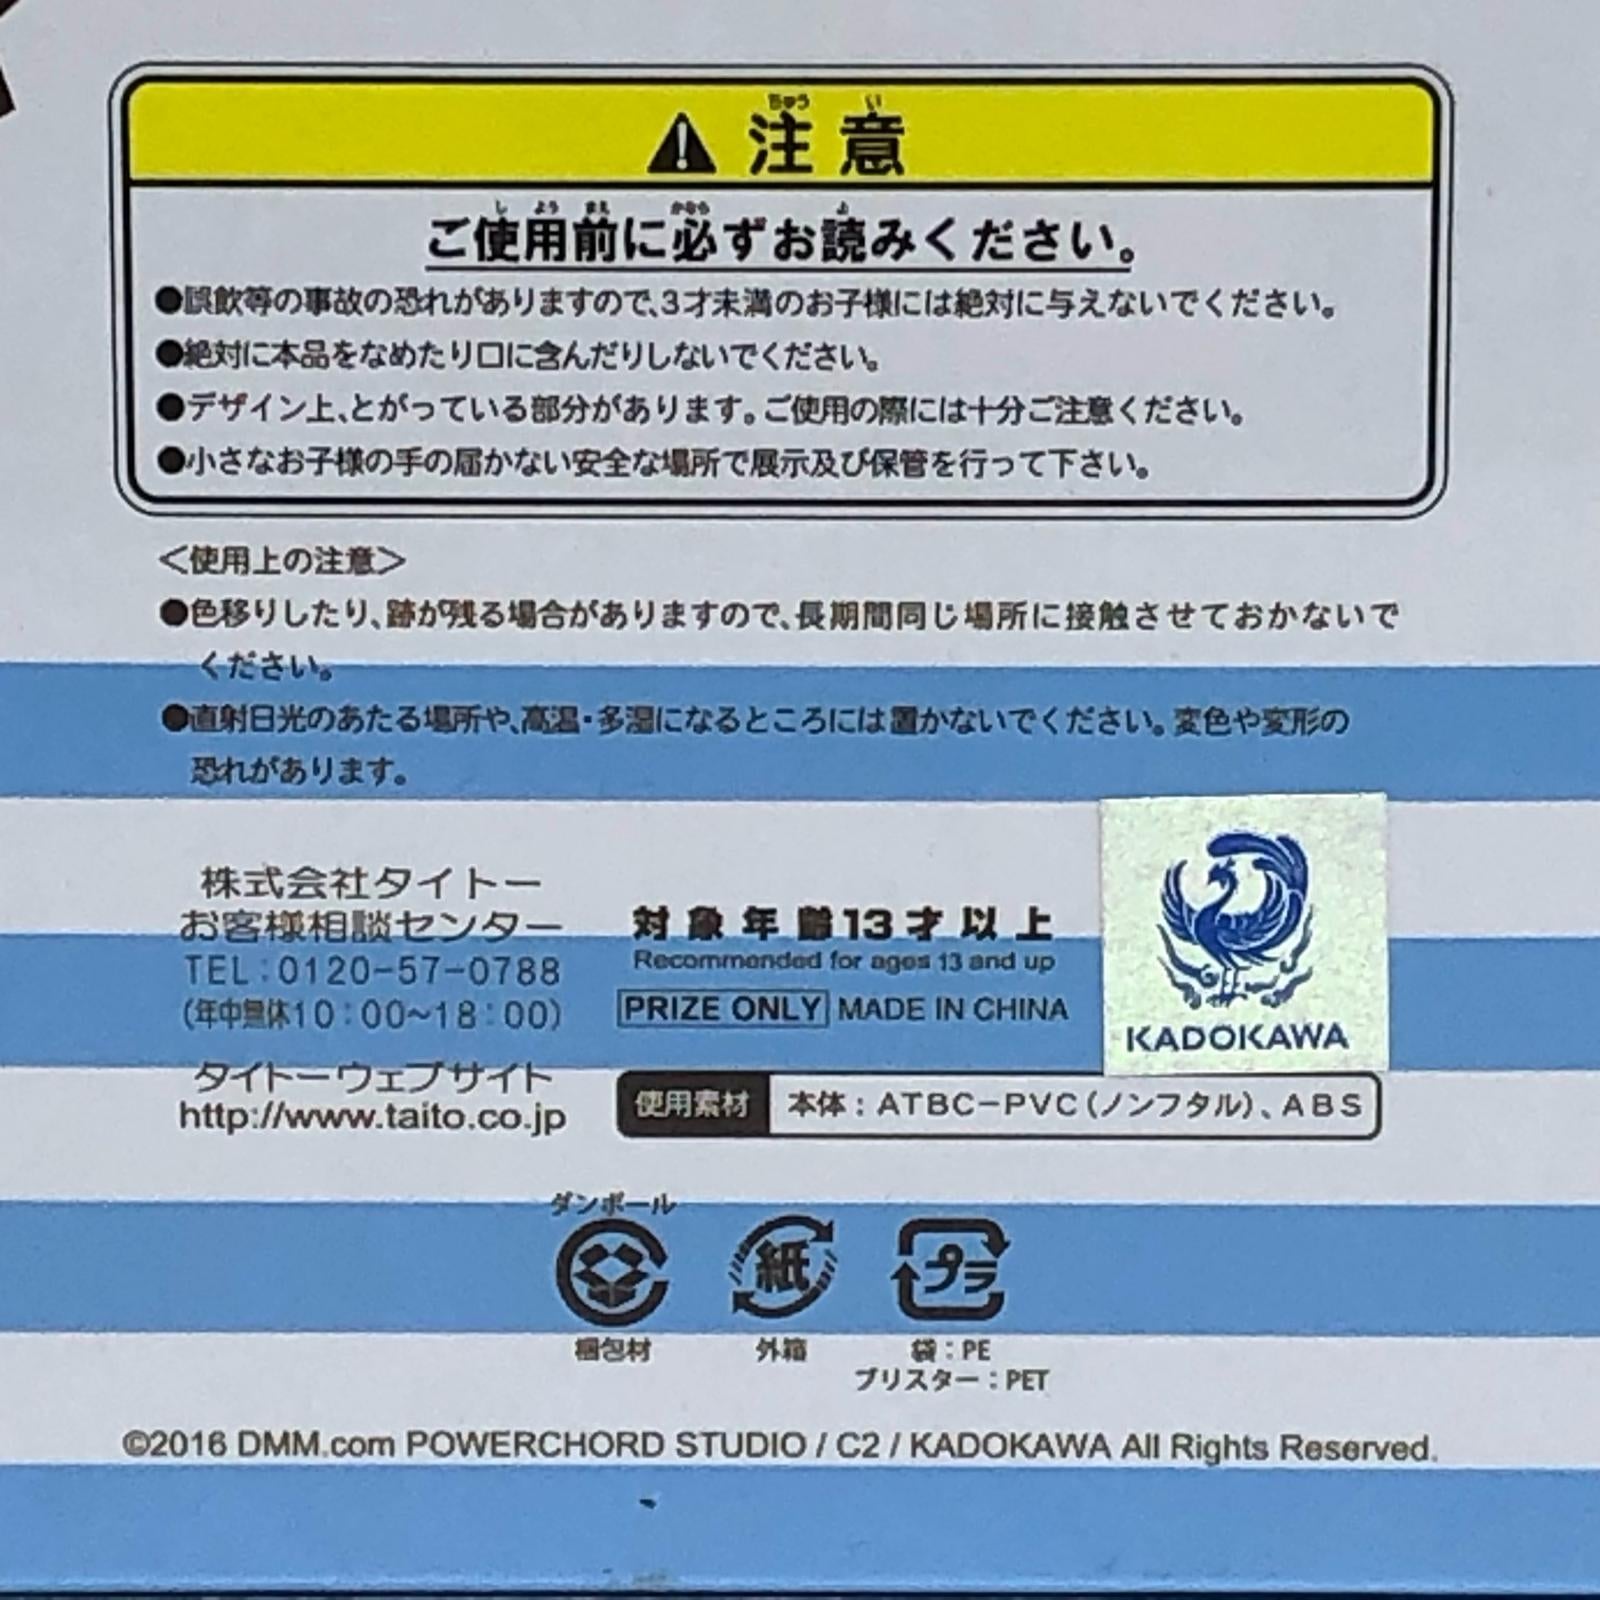 ⚠注意
ご使用前に必ずお読みください。
●誤飲等の事故の恐れがありますので、3才未満のお子様には絶対に与えないでください。
●絶対に本品をなめたり口に含んだりしないでください。
●デザイン上、とがっている部分があります。ご使用の際には十分ご注意ください。
●小さなお子様の手の届かない安全な場所で展示及び保管を行って下さい。
<使用上の注意>
●色移りしたり、跡が残る場合がありますので、長期間同じ場所に接触させておかないで
ください。
●直射日光のあたる場所や、高温・多湿になるところには置かないでください。変色や変形の
恐れがあります。
株式会社タイトー
お客様相談センター
TEL:0120-57-0788
(年中無休10:00~18:00)
タイトーウェブサイト
http://www.taito.co.jp
対象年齢13才以上
Recommended for ages 13 and up
PRIZE ONLY MADE IN CHINA
KADOKAWA
使用素材 本体:ATBC-PVC(ノンフタル)、ABS
ダンボール
梱包材
紙
外箱
プラ
袋:PE
ブリスター:PET
©2016 DMM.com POWERCHORD STUDIO / C2 / KADOKAWA All Rights Reserved.